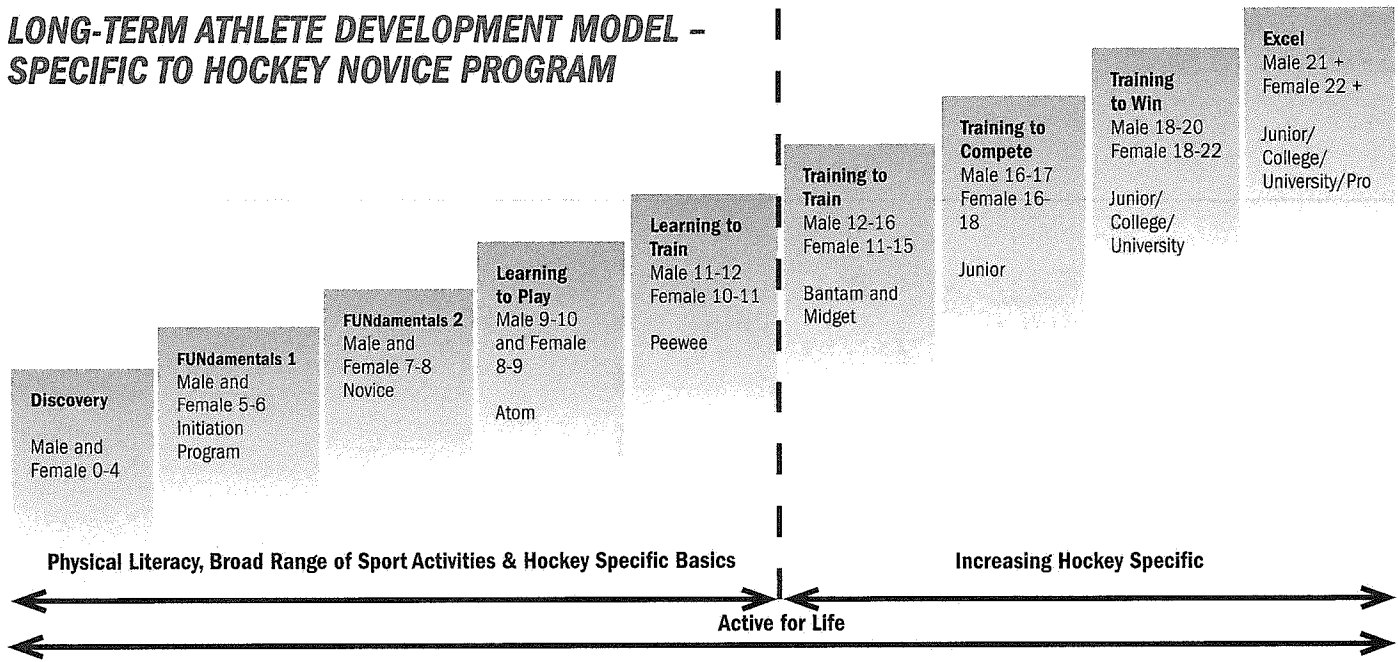 LONG-TERM ATHLETE DEVELOPMENT MODEL –
SPECIFIC TO HOCKEY NOVICE PROGRAM
Discovery
Male and
Female 0-4
FUNdamentals 1
Male and
Female 5-6
Initiation
Program
FUNdamentals 2
Male and
Female 7-8
Novice
Learning
to Play
Male 9-10
and Female
8-9
Atom
Learning to
Train
Male 11-12
Female 10-11
Peewee
Training to
Train
Male 12-16
Female 11-15
Bantam and
Midget
Training to
Compete
Male 16-17
Female 16-
18
Junior
Training
to Win
Male 18-20
Female 18-22
Junior/
College/
University
Excel
Male 21 +
Female 22 +
Junior/
College/
University/Pro
Physical Literacy, Broad Range of Sport Activities & Hockey Specific Basics
Increasing Hockey Specific
Active for Life